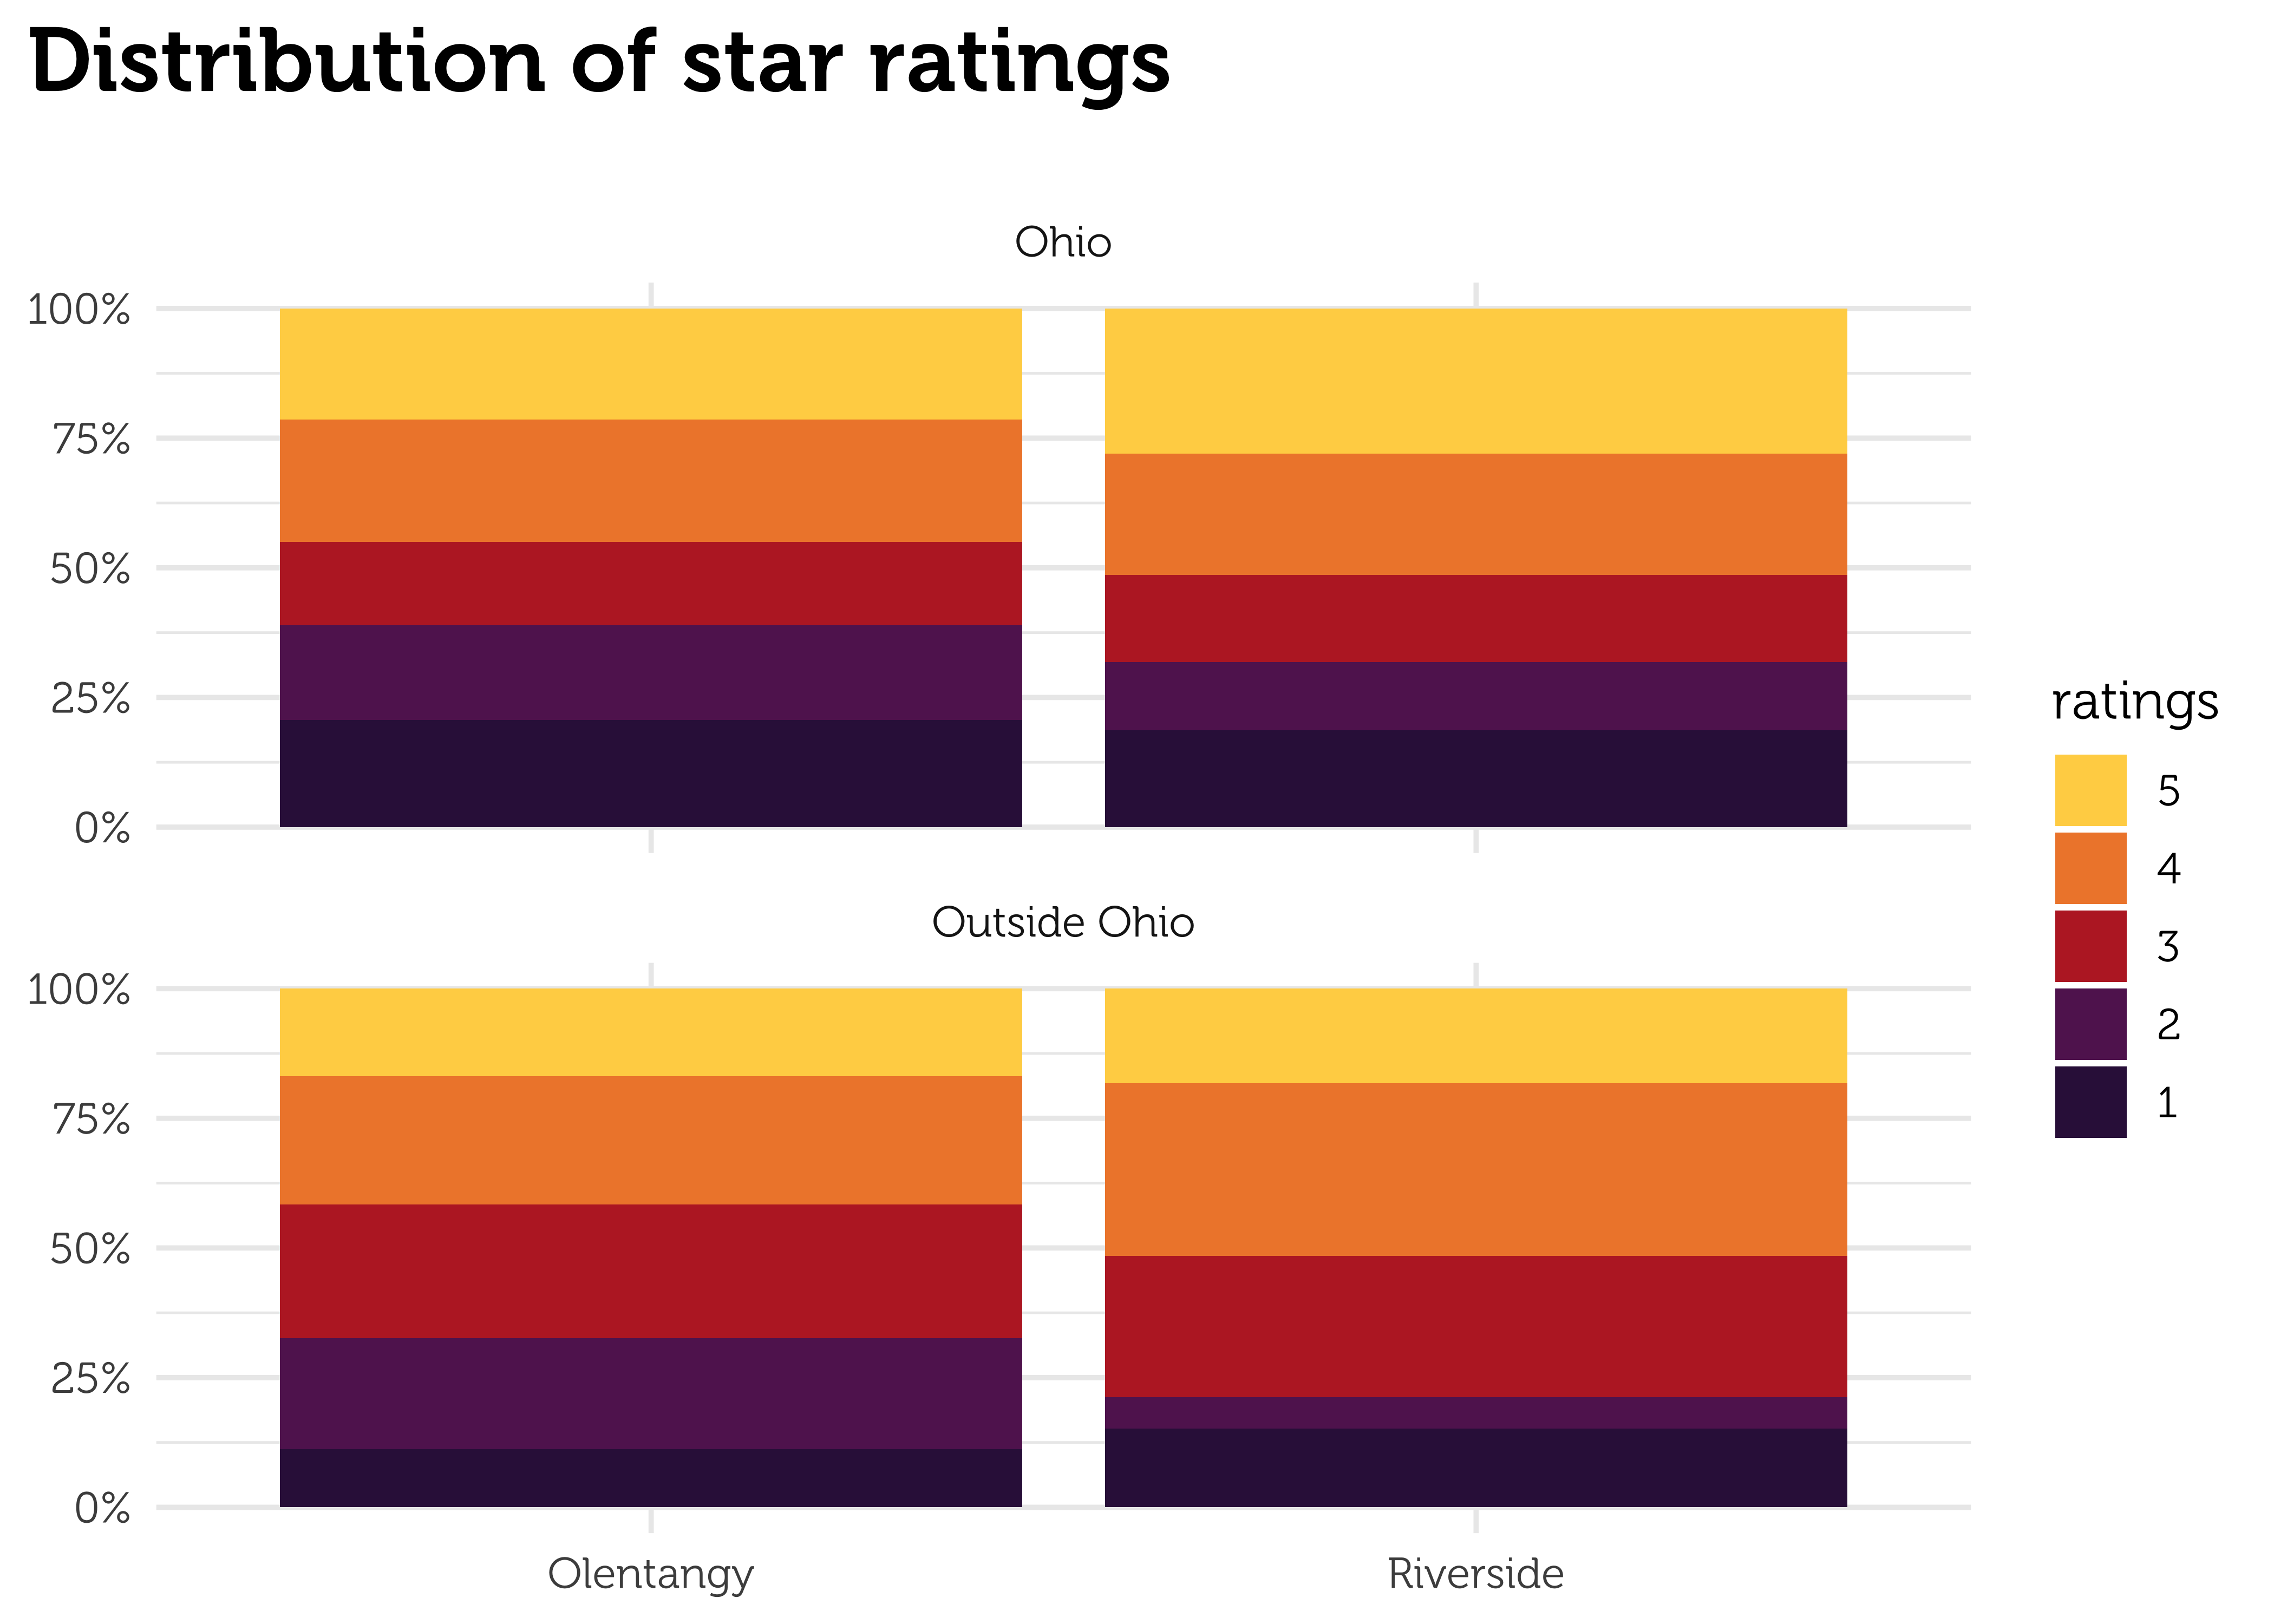 Distribution of star ratings
Ohio
100%
75%
50%
25%
0%
Outside Ohio
100%
75%
50%
25%
0%
Olentangy
Riverside
ratings
5
4
3
2
1